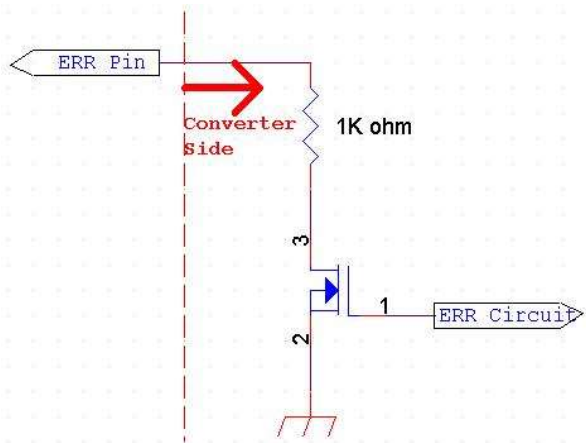 ERR Pin
Converter
Side
1K ohm
3
1
ERR Circuit
2